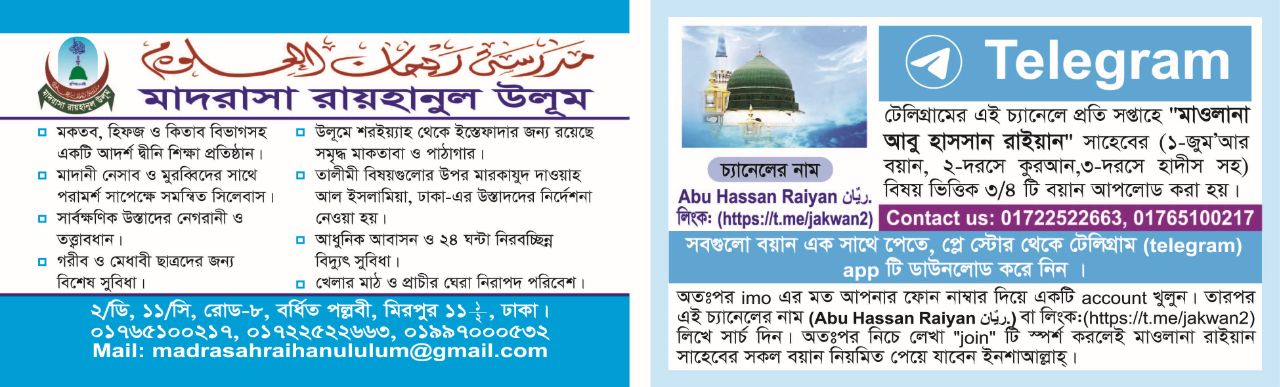 مدرسة ريحان العلوم
মাদরাসা রায়হানুল উলূম
মাদরাসা রায়হানুল উলূম
মকতব, হিফজ ও কিতাব বিভাগসহ
একটি আদর্শ দ্বীনি শিক্ষা প্রতিষ্ঠান।
মাদানী নেসাব ও মুরব্বিদের সাথে
পরামর্শ সাপেক্ষে সমন্বিত সিলেবাস।
সার্বক্ষণিক উস্তাদের নেগরানী ও
তত্ত্বাবধান।
গরীব ও মেধাবী ছাত্রদের জন্য
বিশেষ সুবিধা।
উলূমে শরইয়্যাহ থেকে ইস্তেফাদার জন্য রয়েছে
সমৃদ্ধ মাকতাবা ও পাঠাগার।
তালীমী বিষয়গুলোর উপর মারকাযুদ দাওয়াহ
আল ইসলামিয়া, ঢাকা-এর উস্তাদদের নির্দেশনা
নেওয়া হয়।
আধুনিক আবাসন ও ২৪ ঘন্টা নিরবচ্ছিন্ন
বিদ্যুৎ সুবিধা।
খেলার মাঠ ও প্রাচীর ঘেরা নিরাপদ পরিবেশ।
২/ডি, ১১/সি, রোড-৮, বর্ধিত পল্লবী, মিরপুর ১১ ১/২, ঢাকা।
০১৭৬৫১০০২১৭, ০১৭২২৫২২৬৬৩, ০১৯৯৭০০০৫৩২
Mail: madrasahraihanululum@gmail.com
Telegram
টেলিগ্রামের এই চ্যানেলে প্রতি সপ্তাহে "মাওলানা
আবু হাসসান রাইয়ান" সাহেবের (১-জুম'আর
বয়ান, ২-দরসে কুরআন,৩-দরসে হাদীস সহ)
বিষয় ভিত্তিক ৩/৪ টি বয়ান আপলোড করা হয়।
চ্যানেলের নাম
Abu Hassan Raiyan ريّان.
লিংক: (https://t.me/jakwan2)
Contact us: 01722522663, 01765100217
সবগুলো বয়ান এক সাথে পেতে, প্লে স্টোর থেকে টেলিগ্রাম (telegram)
app টি ডাউনলোড করে নিন ।
অতঃপর imo এর মত আপনার ফোন নাম্বার দিয়ে একটি account খুলুন। তারপর
এই চ্যানেলের নাম (Abu Hassan Raiyan ريّان.) বা লিংক:(https://t.me/jakwan2)
লিখে সার্চ দিন। অতঃপর নিচে লেখা "join" টি স্পর্শ করলেই মাওলানা রাইয়ান
সাহেবের সকল বয়ান নিয়মিত পেয়ে যাবেন ইনশাআল্লাহ্।